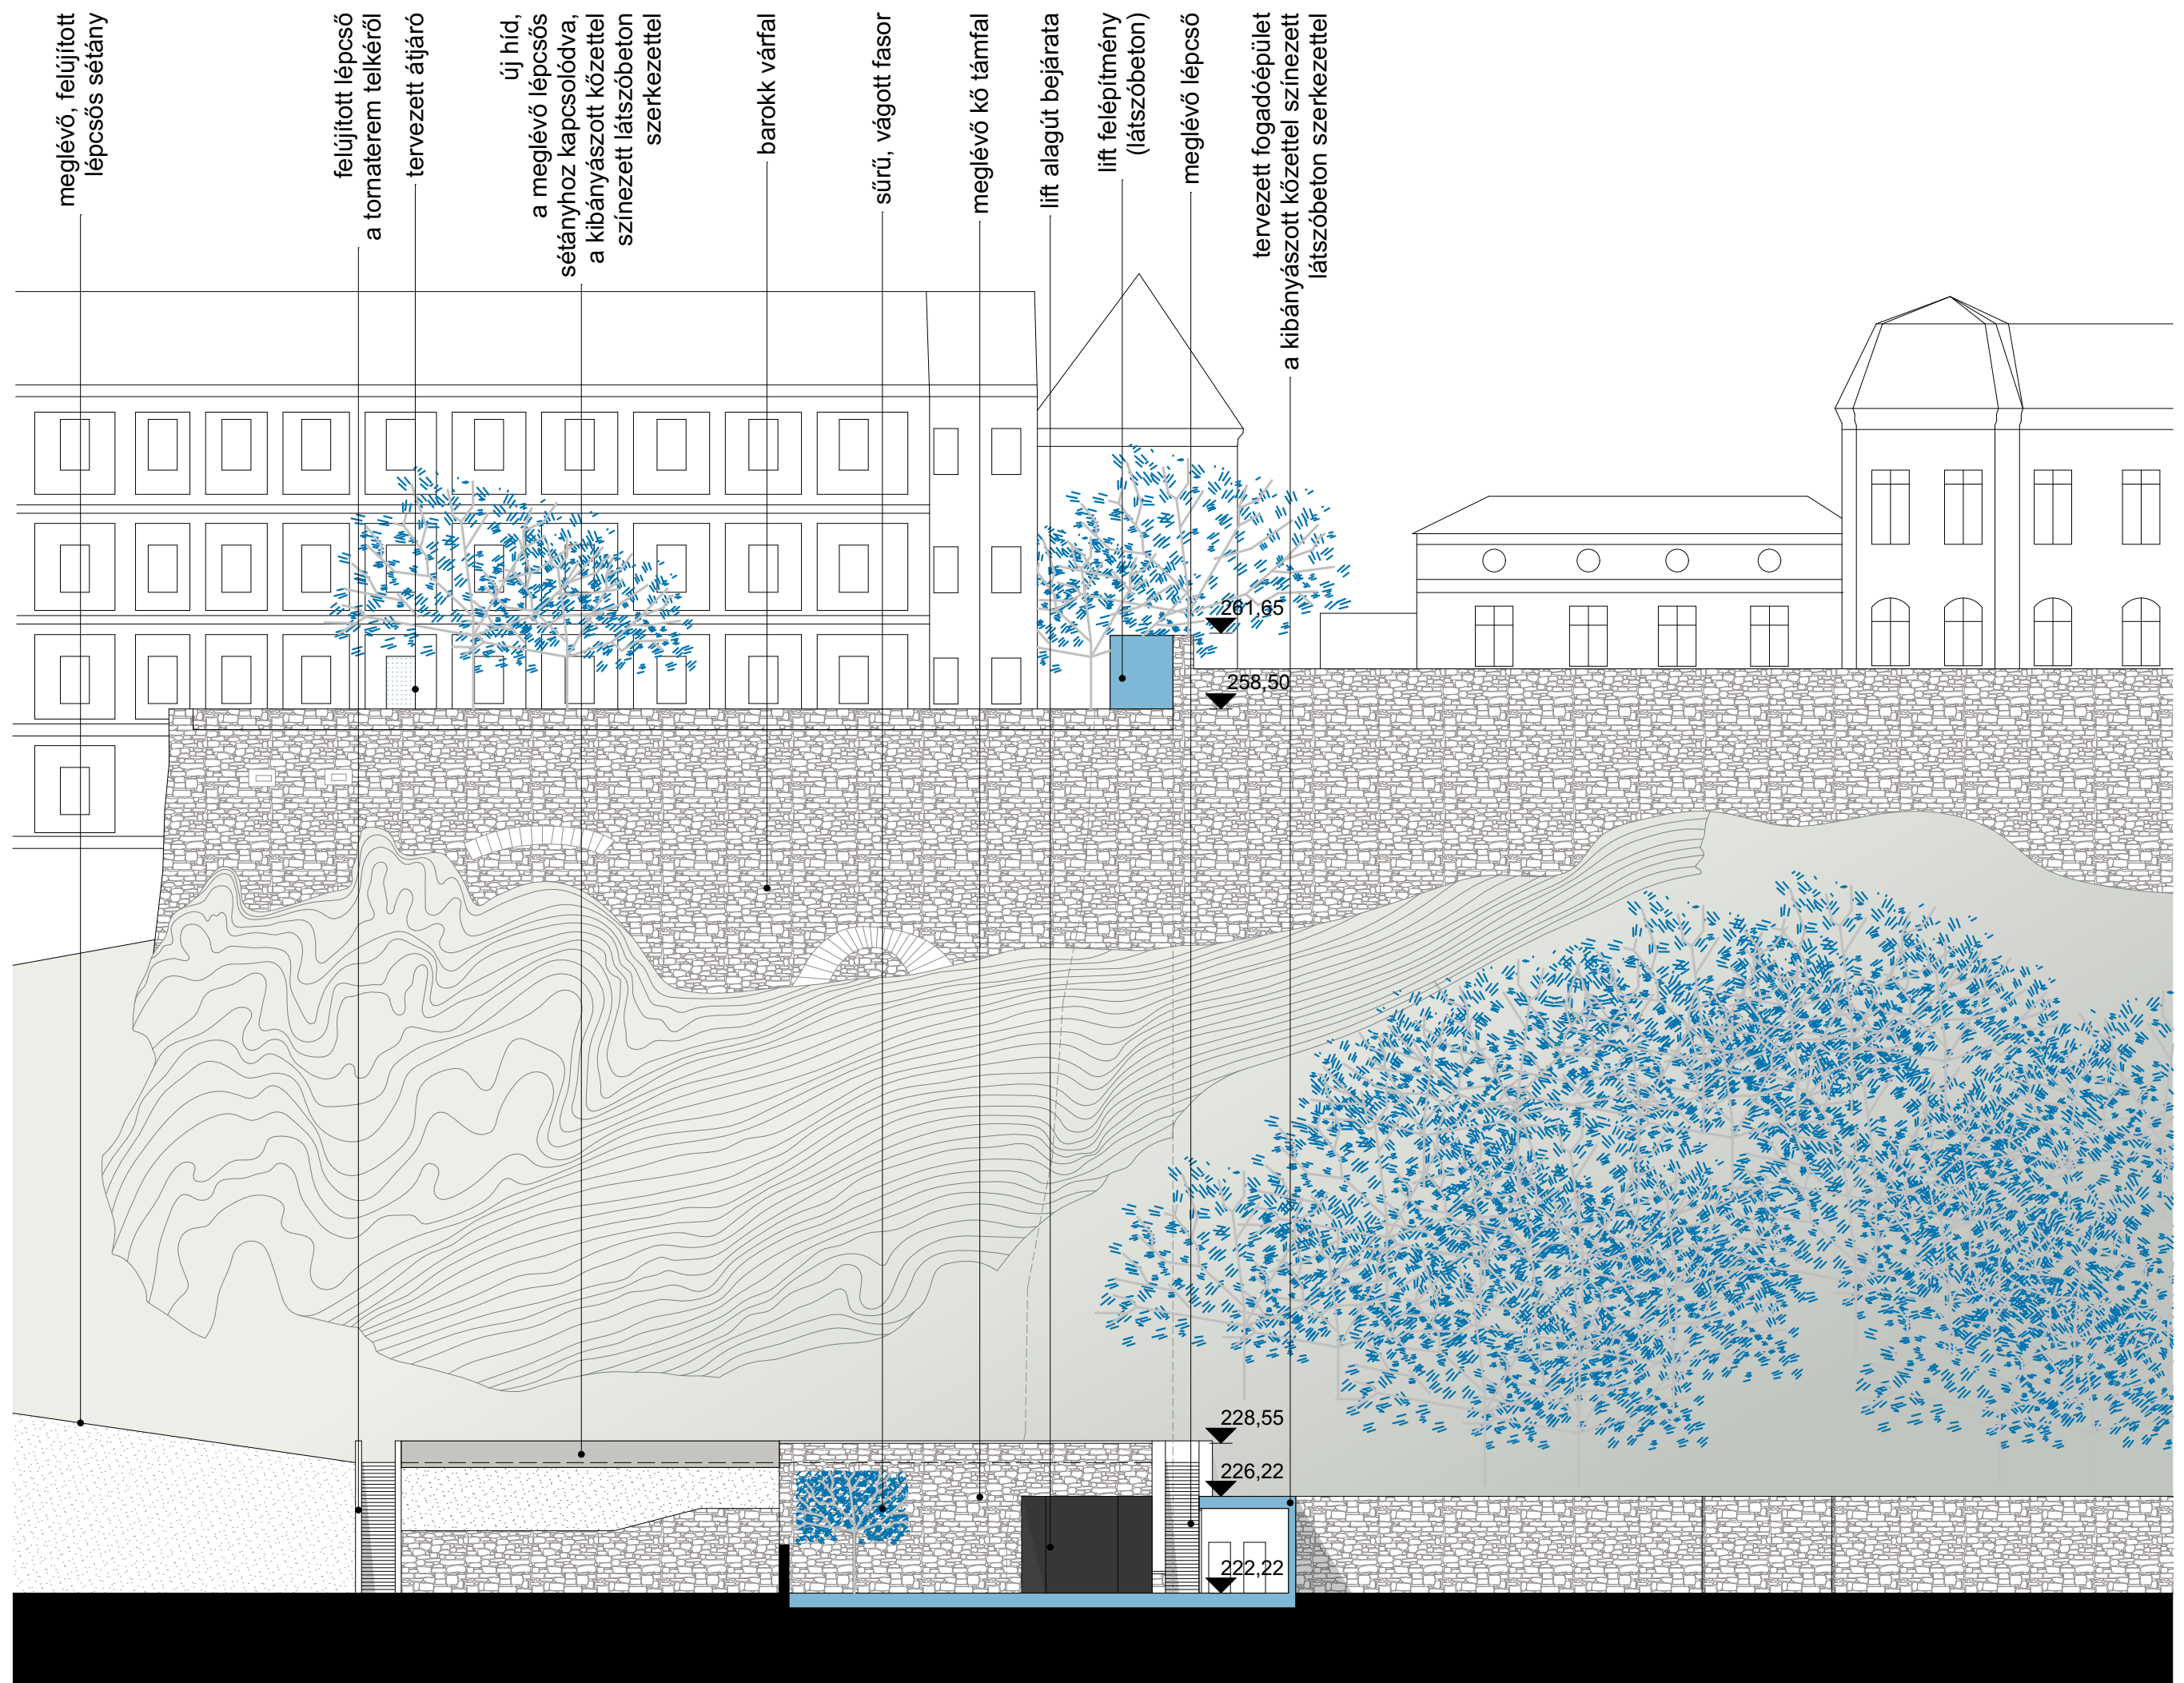 meglévő, felújított
lépcsős sétány
felújított lépcső
a tornaterem telkéről
tervezett átjáró
új híd,
a meglévő lépcsős
sétányhoz kapcsolódva,
a kibányászott kőzettel
színezett látszóbeton
szerkezettel
barokk várfal
sűrű, vágott fasor
meglévő kő támfal
lift alagút bejárata
lift felépítmény
(látszóbeton)
meglévő lépcső
tervezett fogadóépület
a kibányászott kőzettel színezett
látszóbeton szerkezettel
261,65
258,50
228,55
226,22
222,22